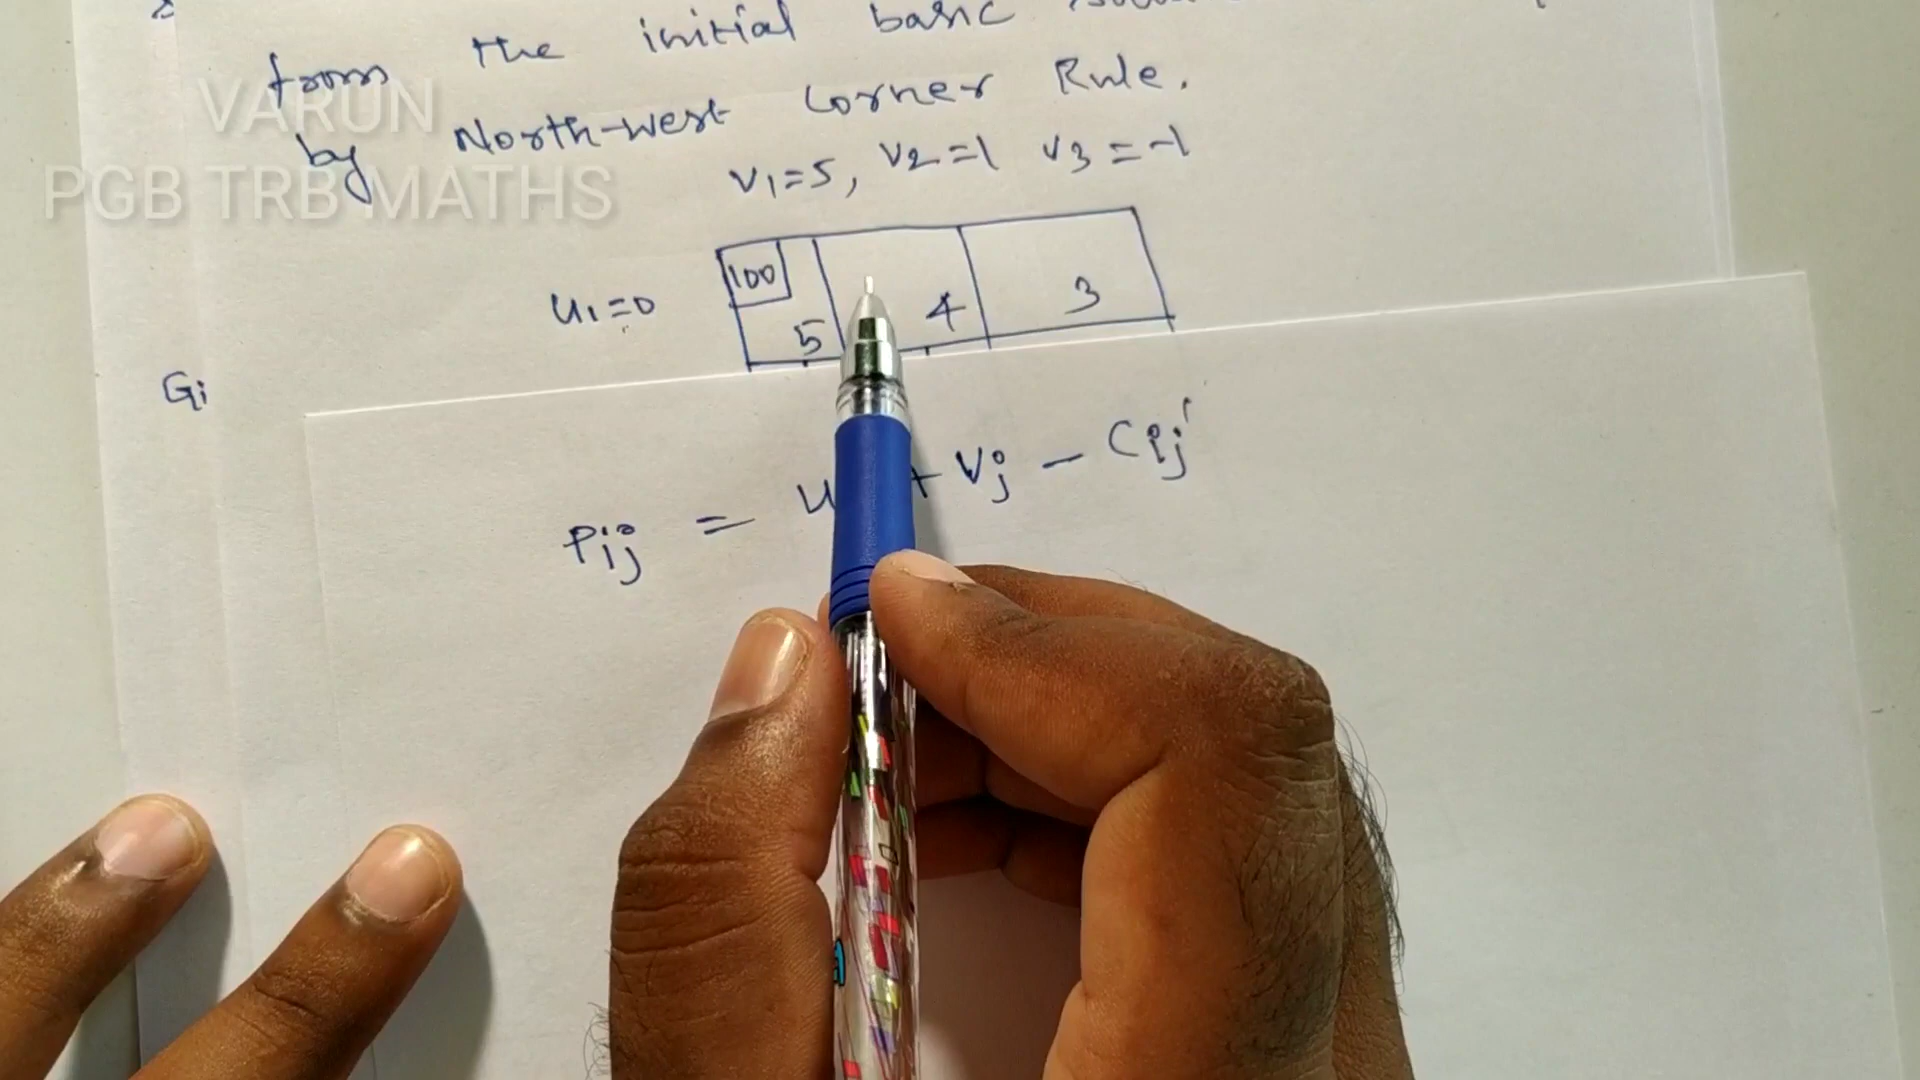 from the initial basic
by North-west Corner Rule.
VARUN
PGB TRB MATHS
v1=5, v2=1 v3=-1
u1=0 100 5 4 3
Gi
Pij = u + vj - Cij